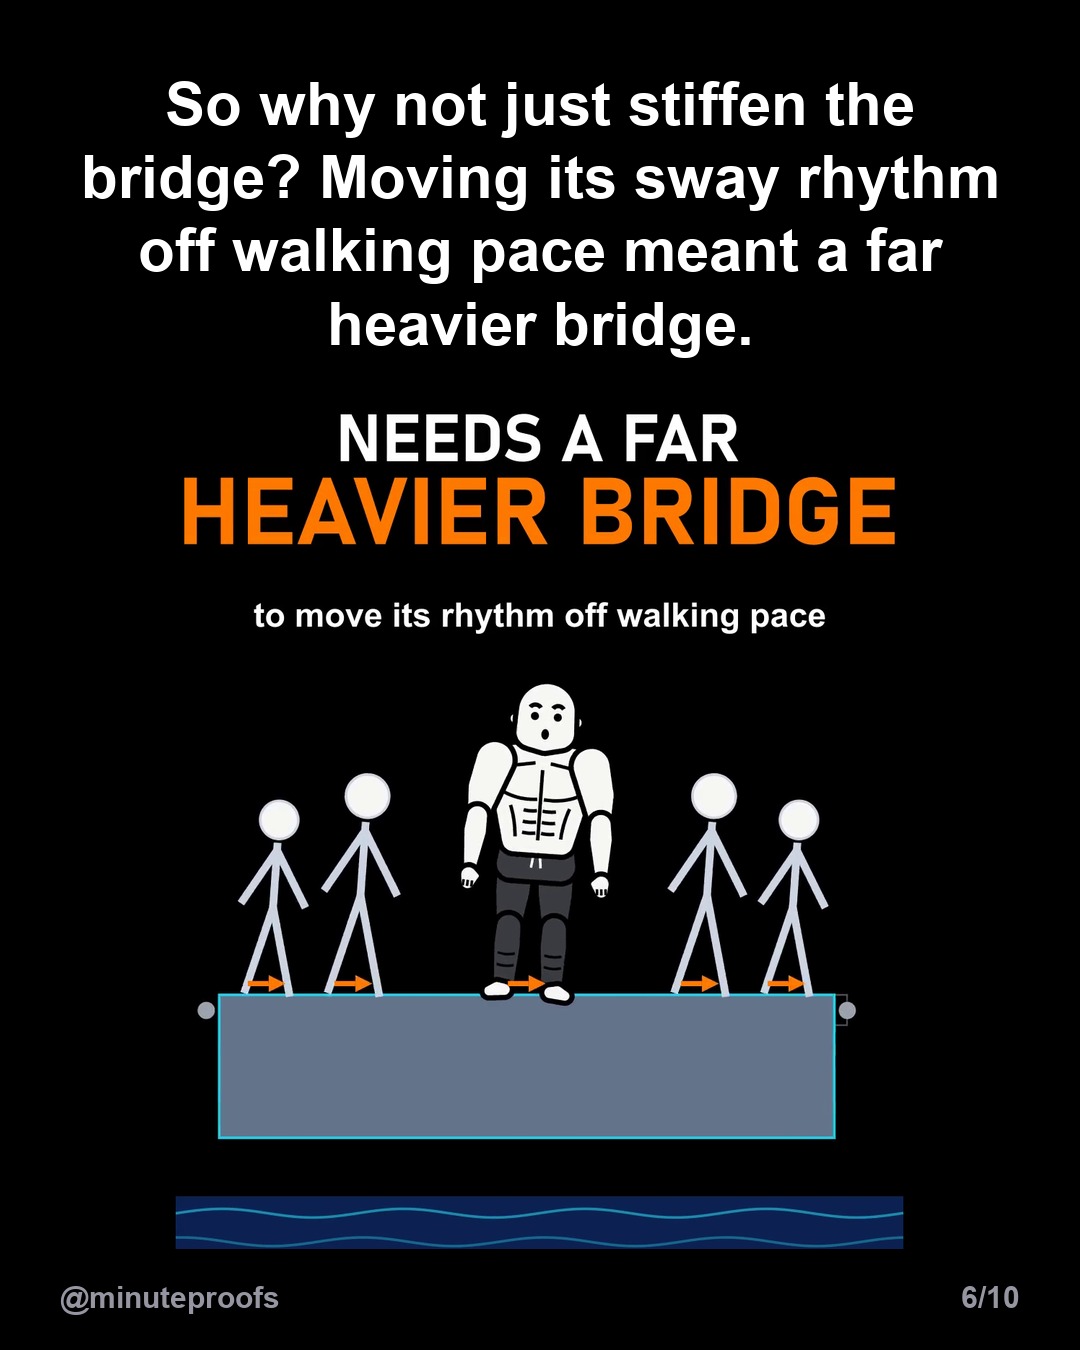 So why not just stiffen the
bridge? Moving its sway rhythm
off walking pace meant a far
heavier bridge.
NEEDS A FAR
HEAVIER BRIDGE
to move its rhythm off walking pace
@minuteproofs
6/10